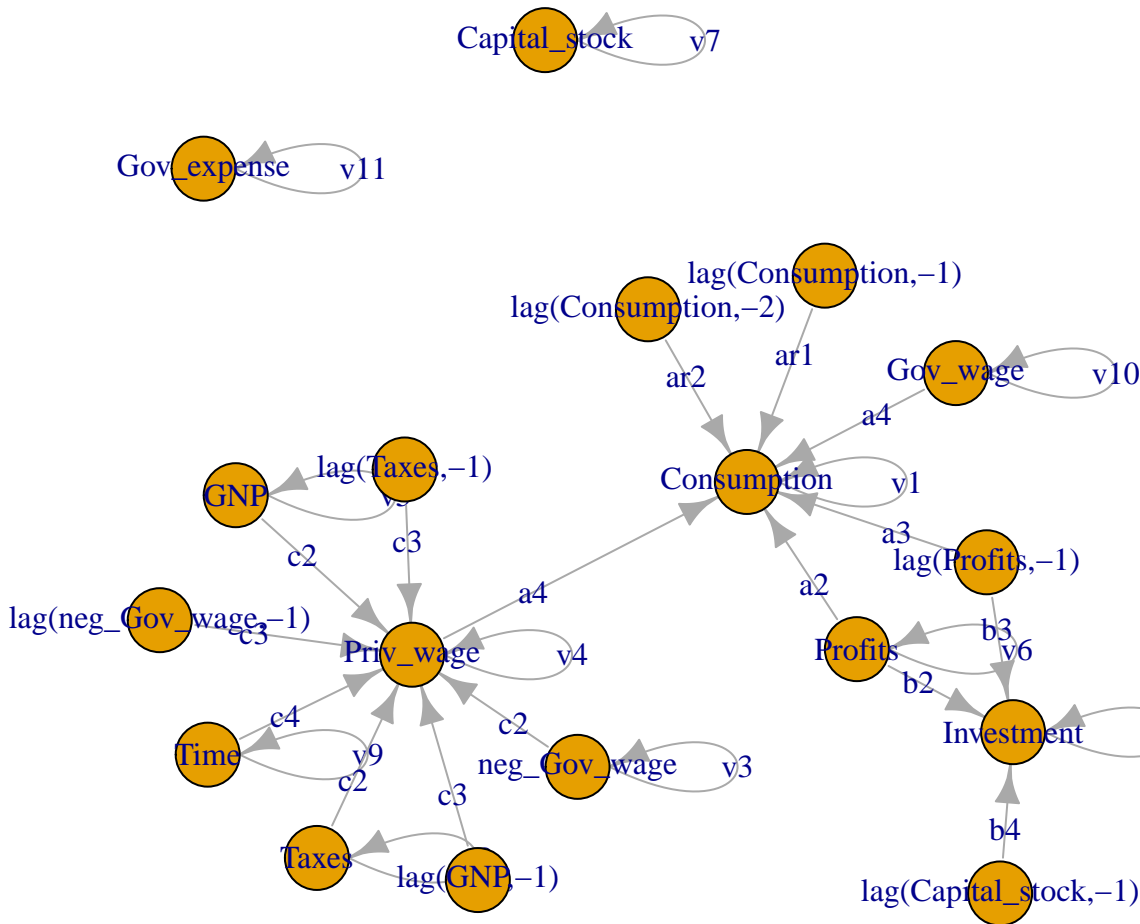 Capital_stock
v7
Gov_expense
v11
lag(Consumption,−1)
lag(Consumption,−2)
ar1
ar2
Gov_wage
v10
a4
lag(Taxes,−1)
Consumption
v1
GNP
a3
c2
c3
lag(Profits,−1)
a2
a4
lag(neg_Gov_wage,−1)
c3
b3
Priv_wage
v4
Profits
v6
b2
c4
c2
Investment
Time
v9
neg_Gov_wage
v3
c2
c3
b4
Taxes
lag(GNP,−1)
lag(Capital_stock,−1)